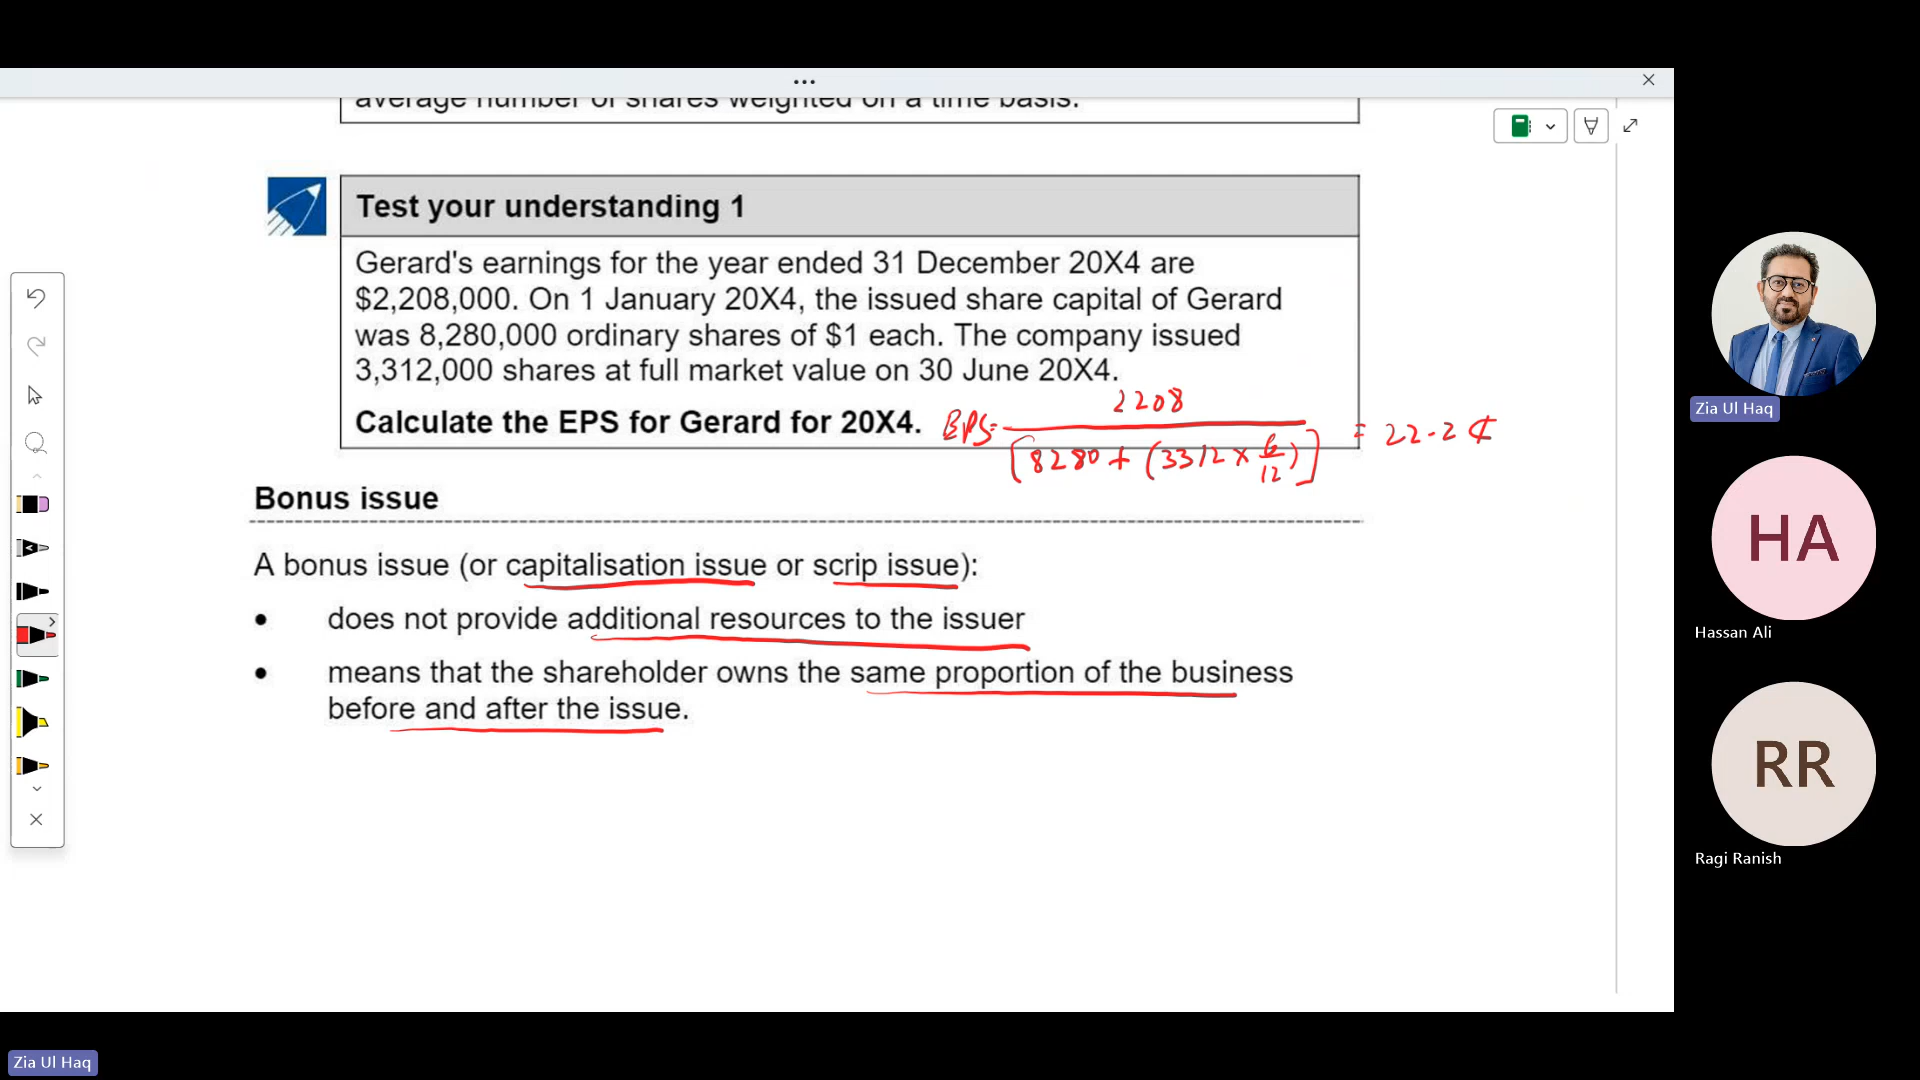 average number of shares weighted on a time basis.
Test your understanding 1
Gerard's earnings for the year ended 31 December 20X4 are
$2,208,000. On 1 January 20X4, the issued share capital of Gerard
was 8,280,000 ordinary shares of $1 each. The company issued
3,312,000 shares at full market value on 30 June 20X4.
Calculate the EPS for Gerard for 20X4.
EPS = 2208
[8280 + (3312 x 6/12)]
= 22.2 ¢
Bonus issue
A bonus issue (or capitalisation issue or scrip issue):
• does not provide additional resources to the issuer
• means that the shareholder owns the same proportion of the business
before and after the issue.
Zia Ul Haq
HA
Hassan Ali
RR
Ragi Ranish
Zia Ul Haq